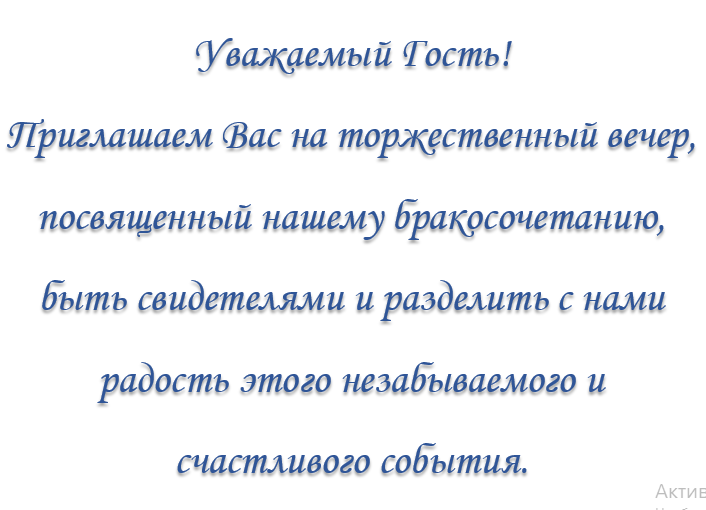 Уважаемый Гость!
Приглашаем Вас на торжественный вечер,
посвященный нашему бракосочетанию,
быть свидетелями и разделить с нами
радость этого незабываемого и
счастливого события.
Актив